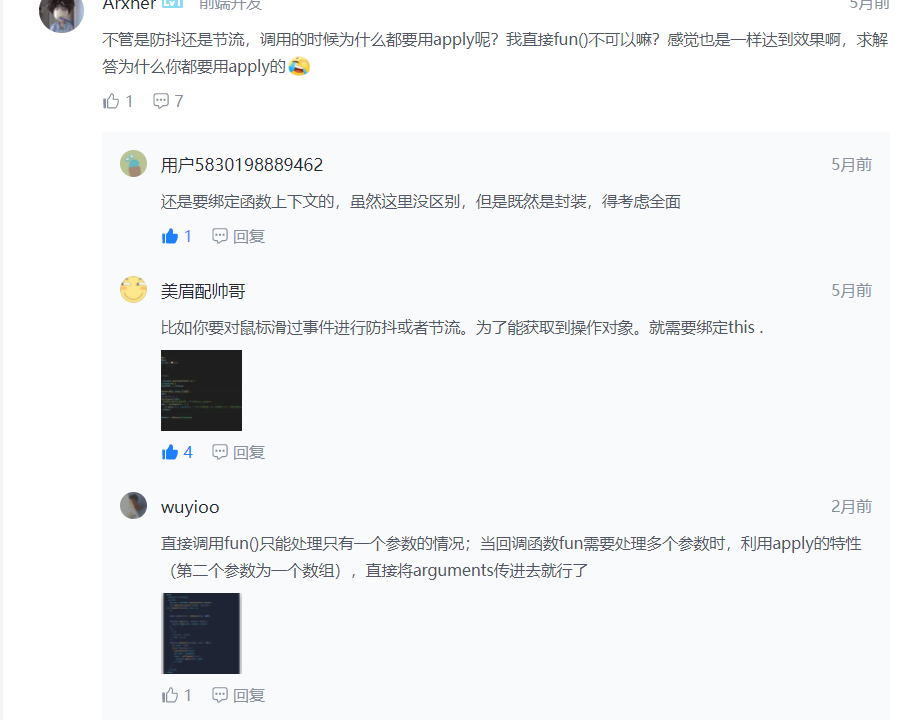 Arxher Lv1 前端开发 5月前
不管是防抖还是节流，调用的时候为什么都要用apply呢？我直接fun()不可以嘛？感觉也是一样达到效果啊，求解
答为什么你都要用apply的
1 7
用户5830198889462 5月前
还是要绑定函数上下文的，虽然这里没区别，但是既然是封装，得考虑全面
1 回复
美眉配帅哥 5月前
比如你要对鼠标滑过事件进行防抖或者节流。为了能获取到操作对象。就需要绑定this .
4 回复
wuyioo 2月前
直接调用fun()只能处理只有一个参数的情况；当回调函数fun需要处理多个参数时，利用apply的特性
（第二个参数为一个数组），直接将arguments传进去就行了
1 回复